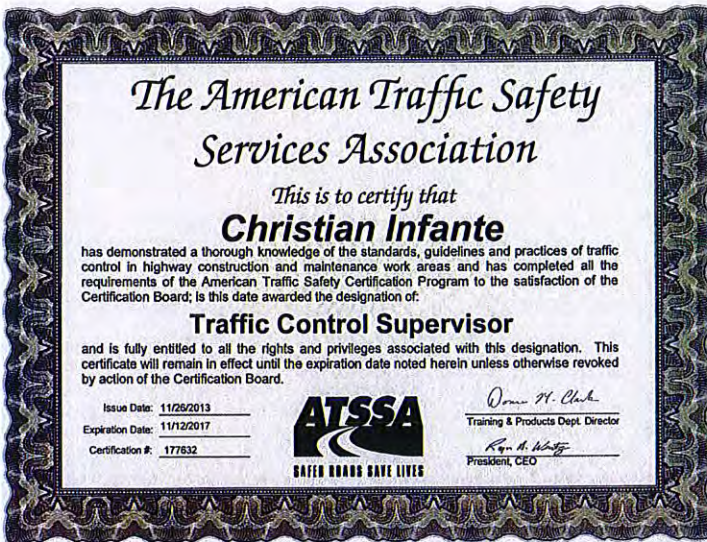 The American Traffic Safety
Services Association
This is to certify that
Christian Infante
has demonstrated a thorough knowledge of the standards, guidelines and practices of traffic
control in highway construction and maintenance work areas and has completed all the
requirements of the American Traffic Safety Certification Program to the satisfaction of the
Certification Board; is this date awarded the designation of:
Traffic Control Supervisor
and is fully entitled to all the rights and privileges associated with this designation. This
certificate will remain in effect until the expiration date noted herein unless otherwise revoked
by action of the Certification Board.
Issue Date: 11/26/2013
Expiration Date: 11/12/2017
Certification #: 177632
ATSSA
SAFER ROADS SAVE LIVES
Training & Products Dept. Director
President, CEO